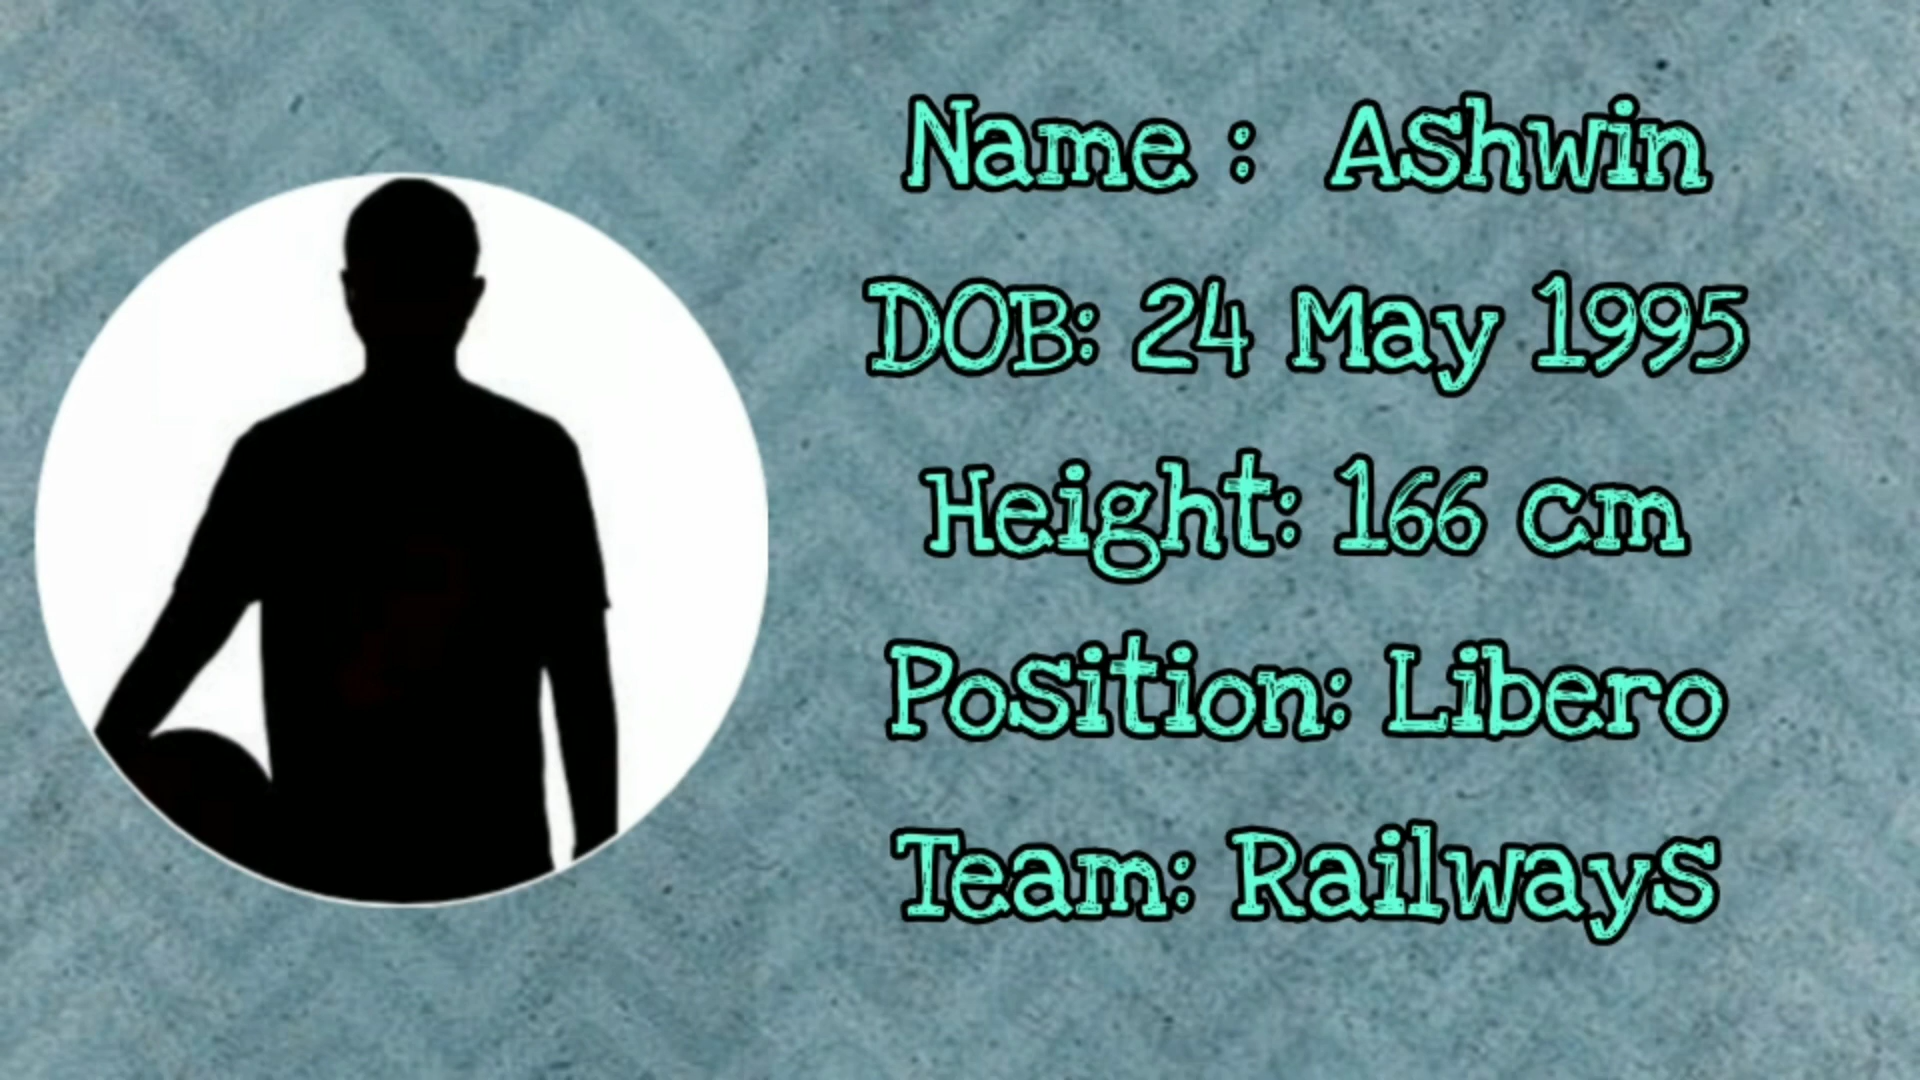 Name : Ashwin
DOB: 24 May 1995
Height: 166 cm
Position: Libero
Team: Railways